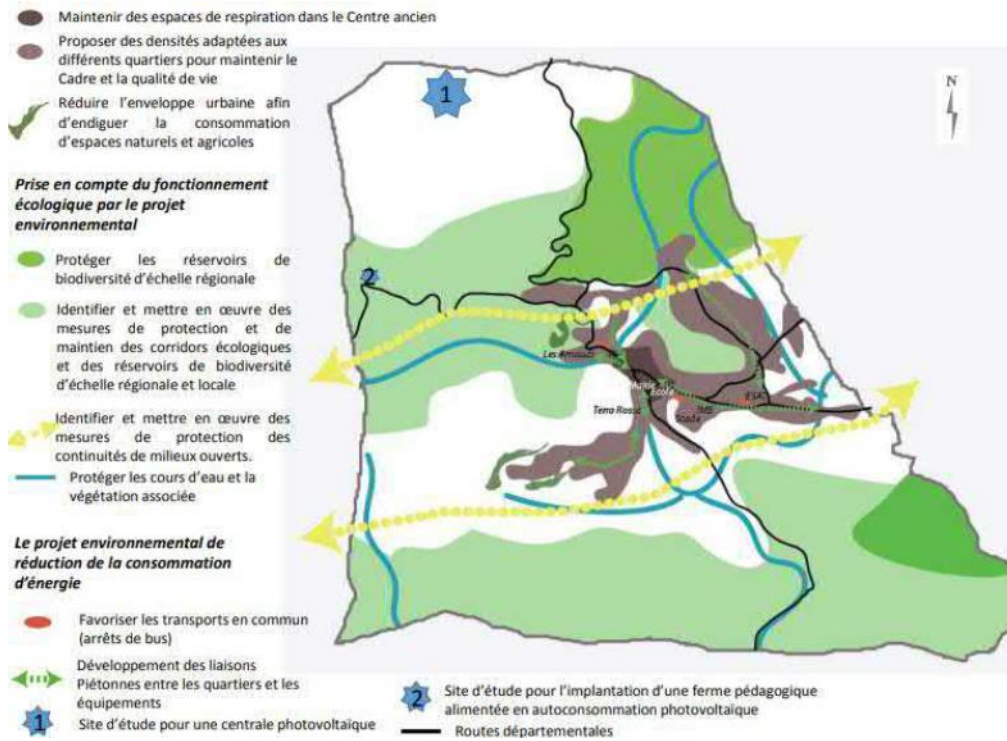 Maintenir des espaces de respiration dans le Centre ancien
Proposer des densités adaptées aux
différents quartiers pour maintenir le
Cadre et la qualité de vie
Réduire l'enveloppe urbaine afin
d'endiguer la consommation
d'espaces naturels et agricoles
Prise en compte du fonctionnement
écologique par le projet
environnemental
Protéger les réservoirs de
biodiversité d'échelle régionale
Identifier et mettre en œuvre des
mesures de protection et de
maintien des corridors écologiques
et des réservoirs de biodiversité
d'échelle régionale et locale
Identifier et mettre en œuvre des
mesures de protection des
continuités de milieux ouverts.
Protéger les cours d'eau et la
végétation associée
Le projet environnemental de
réduction de la consommation
d'énergie
Favoriser les transports en commun
(arrêts de bus)
Développement des liaisons
Piétonnes entre les quartiers et les
équipements
1
Site d'étude pour une centrale photovoltaïque
2
Site d'étude pour l'implantation d'une ferme pédagogique
alimentée en autoconsommation photovoltaïque
Routes départementales
1
N
2
Les
Mairie
Ecole
Terra Rossa
Stade
IME
ESAT